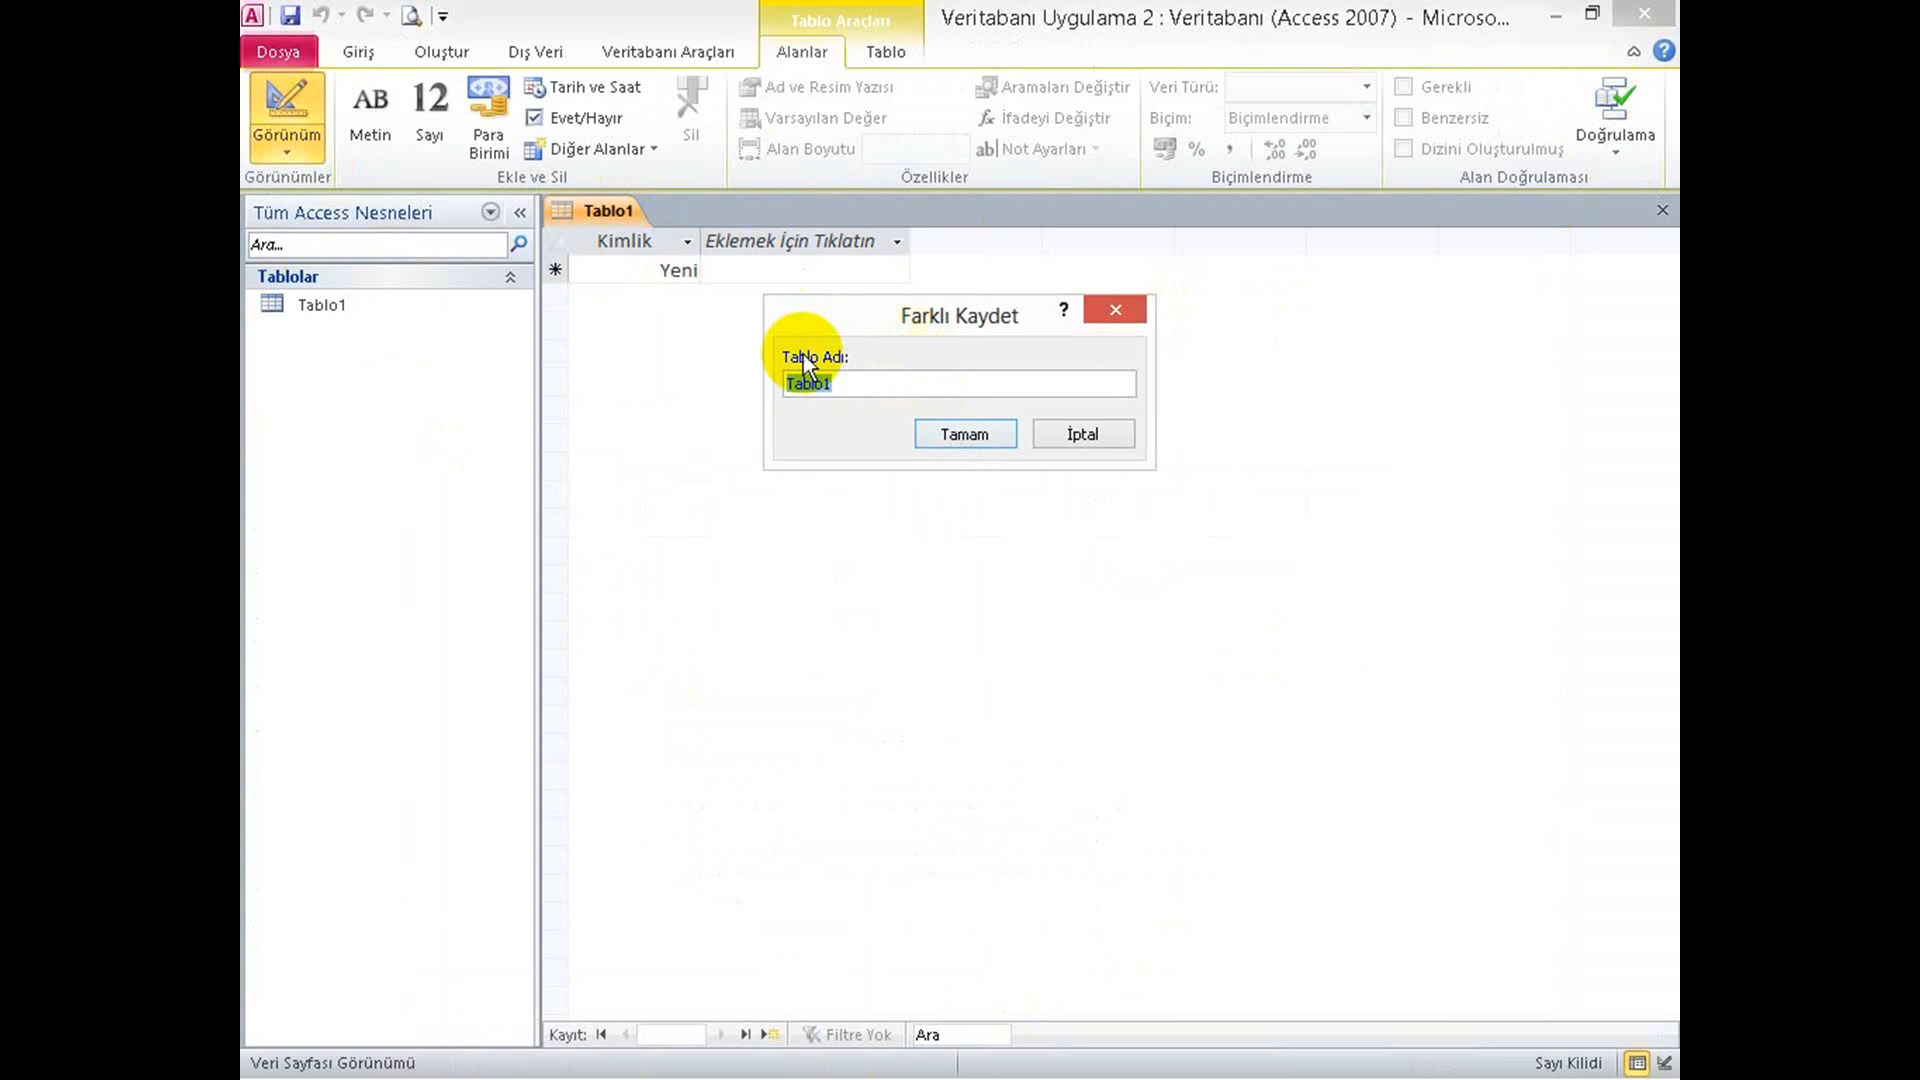 Tablo Araçları
Veritabanı Uygulama 2 : Veritabanı (Access 2007) - Microso...
Dosya Giriş Oluştur Dış Veri Veritabanı Araçları Alanlar Tablo
Görünüm
Görünümler
AB Metin
12 Sayı
Para Birimi
Tarih ve Saat
Evet/Hayır
Diğer Alanlar
Sil
Ekle ve Sil
Ad ve Resim Yazısı
Varsayılan Değer
Alan Boyutu
Aramaları Değiştir
fx İfadeyi Değiştir
ab| Not Ayarları
Özellikler
Veri Türü:
Biçim: Biçimlendirme
% , ,00 ,00
Biçimlendirme
Gerekli
Benzersiz
Dizini Oluşturulmuş
Doğrulama
Alan Doğrulaması
Tüm Access Nesneleri
Ara...
Tablolar
Tablo1
Tablo1
Kimlik Eklemek İçin Tıklatın
Yeni
Farklı Kaydet
Tablo Adı:
Tablo1
Tamam İptal
Kayıt: Filtre Yok Ara
Veri Sayfası Görünümü Sayı Kilidi